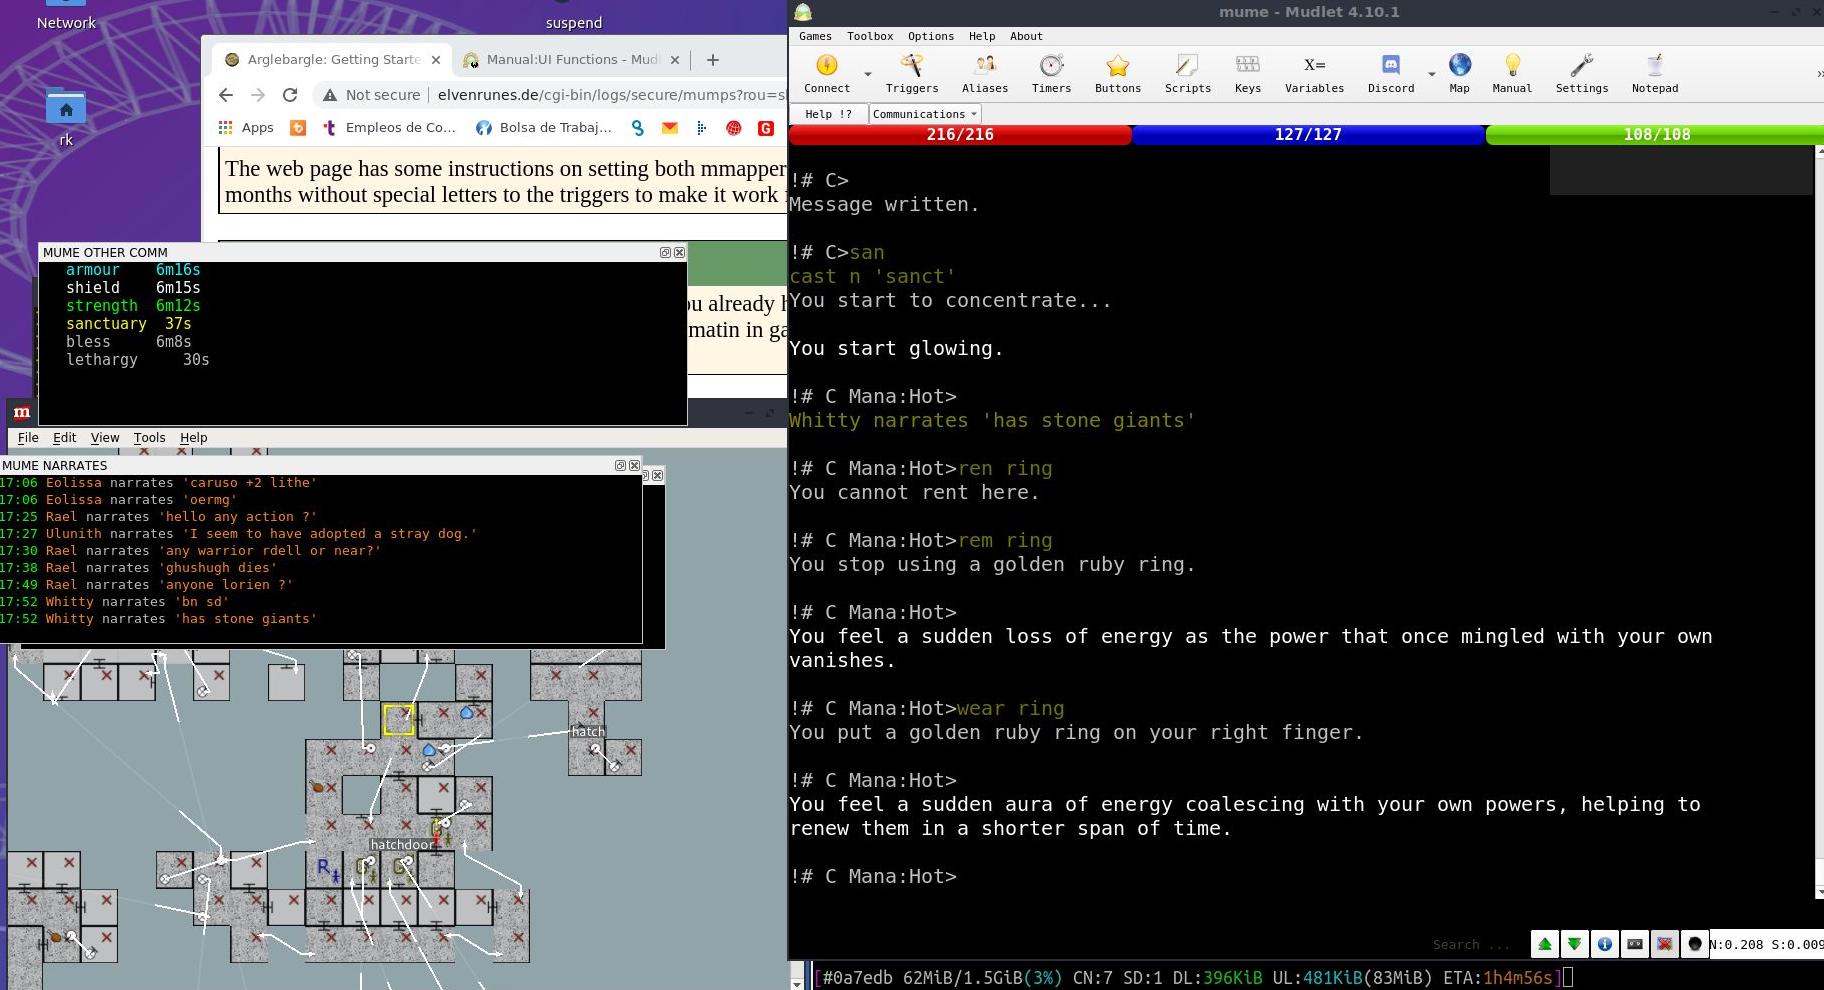 Network
suspend
rk
Arglebargle: Getting Starte
Manual:UI Functions - Mudl
Not secure
elvenrunes.de/cgi-bin/logs/secure/mumps?rou=sl
Apps
Empleos de Co...
Bolsa de Trabaj...
The web page has some instructions on setting both mmapper
months without special letters to the triggers to make it work
ou already h
matin in ga
MUME OTHER COMM
armour 6m16s
shield 6m15s
strength 6m12s
sanctuary 37s
bless 6m8s
lethargy 30s
File Edit View Tools Help
MUME NARRATES
17:06 Eolissa narrates 'caruso +2 lithe'
17:06 Eolissa narrates 'oermg'
17:25 Rael narrates 'hello any action ?'
17:27 Ulunith narrates 'I seem to have adopted a stray dog.'
17:30 Rael narrates 'any warrior rdell or near?'
17:38 Rael narrates 'ghushugh dies'
17:49 Rael narrates 'anyone lorien ?'
17:52 Whitty narrates 'bn sd'
17:52 Whitty narrates 'has stone giants'
hatch
hatchdoor
R G G
mume - Mudlet 4.10.1
Games Toolbox Options Help About
Connect Triggers Aliases Timers Buttons Scripts Keys Variables Discord Map Manual Settings Notepad
Help !? Communications
216/216 127/127 108/108
!# C>
Message written.
!# C>san
cast n 'sanct'
You start to concentrate...
You start glowing.
!# C Mana:Hot>
Whitty narrates 'has stone giants'
!# C Mana:Hot>ren ring
You cannot rent here.
!# C Mana:Hot>rem ring
You stop using a golden ruby ring.
!# C Mana:Hot>
You feel a sudden loss of energy as the power that once mingled with your own
vanishes.
!# C Mana:Hot>wear ring
You put a golden ruby ring on your right finger.
!# C Mana:Hot>
You feel a sudden aura of energy coalescing with your own powers, helping to
renew them in a shorter span of time.
!# C Mana:Hot>
Search ...
N:0.208 S:0.009
[#0a7edb 62MiB/1.5GiB(3%) CN:7 SD:1 DL:396KiB UL:481KiB(83MiB) ETA:1h4m56s]